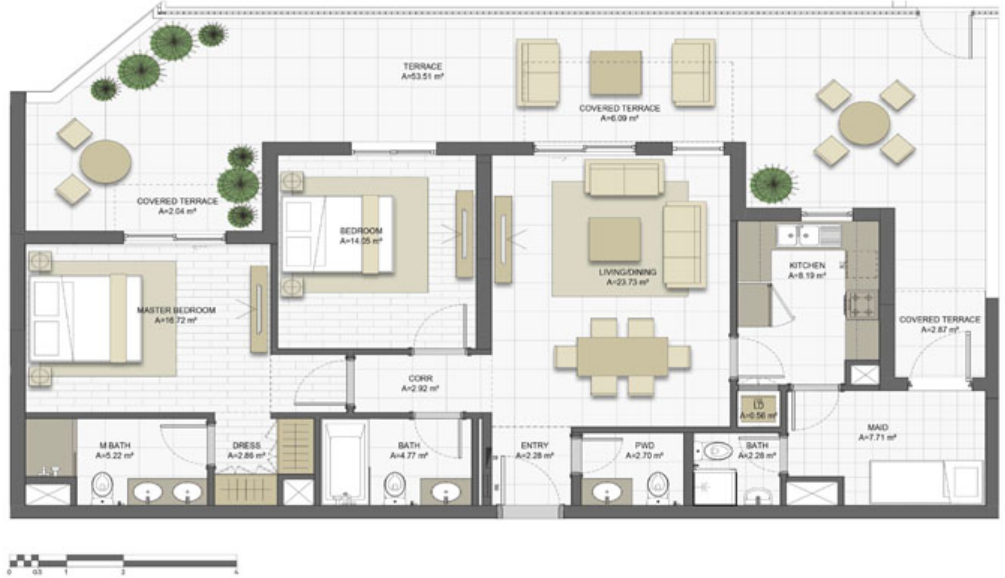 TERRACE
A=53.51 m²
COVERED TERRACE
A=6.09 m²
COVERED TERRACE
A=2.04 m²
BEDROOM
A=14.05 m²
KITCHEN
A=8.19 m²
LIVING/DINING
A=23.73 m²
MASTER BEDROOM
A=16.72 m²
COVERED TERRACE
A=2.87 m²
CORR.
A=2.92 m²
LD
A=0.56 m²
MAID
A=7.71 m²
M.BATH
A=5.22 m²
DRESS
A=2.86 m²
BATH
A=4.77 m²
ENTRY
A=2.28 m²
PWD
A=2.70 m²
BATH
A=2.28 m²
0 0.5 1 2 4